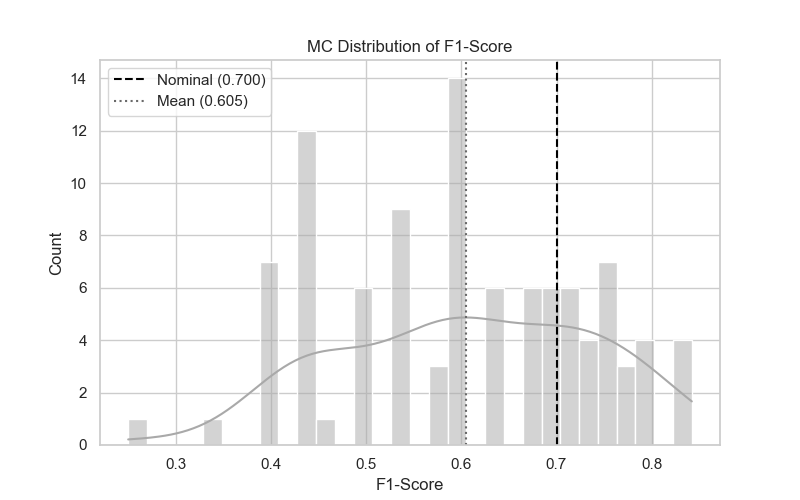 MC Distribution of F1-Score
Nominal (0.700)
Mean (0.605)
14
12
10
8
6
4
2
0
Count
0.3 0.4 0.5 0.6 0.7 0.8
F1-Score